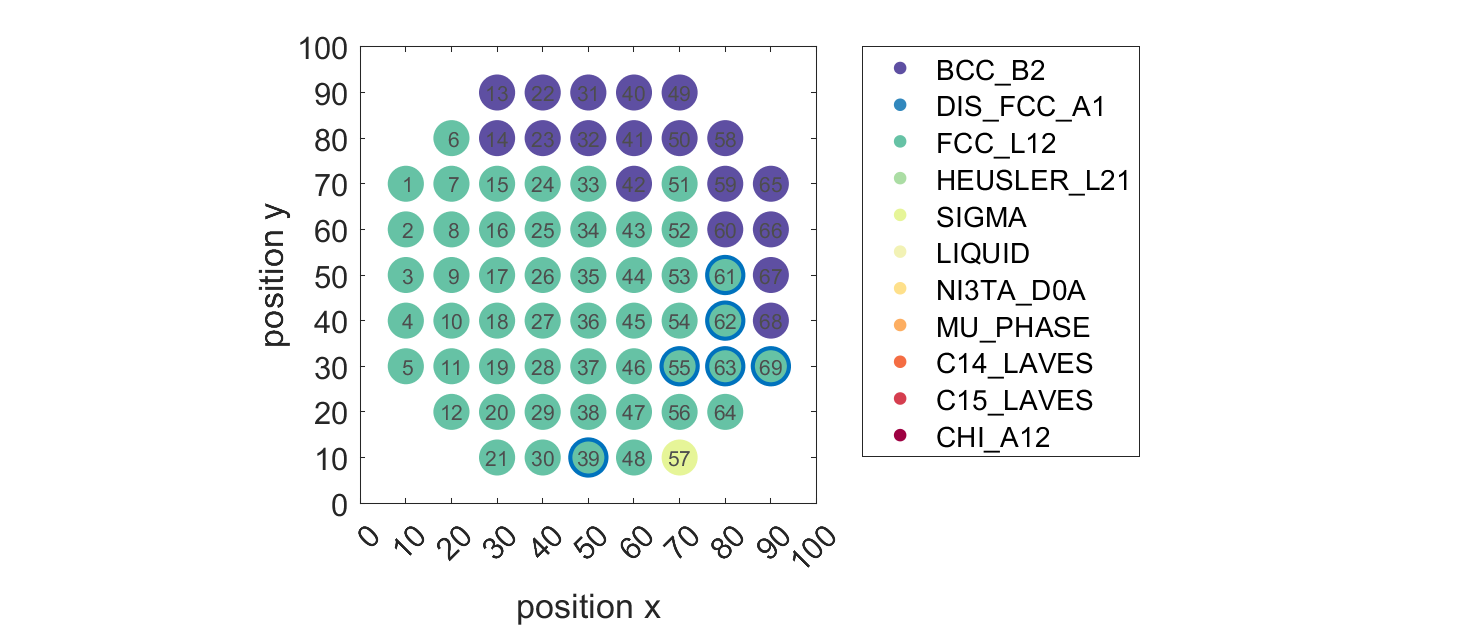 100
90
80
70
60
50
40
30
20
10
0
position y
13 22 31 40 49
6 14 23 32 41 50 58
1 7 15 24 33 42 51 59 65
2 8 16 25 34 43 52 60 66
3 9 17 26 35 44 53 61 67
4 10 18 27 36 45 54 62 68
5 11 19 28 37 46 55 63 69
12 20 29 38 47 56 64
21 30 39 48 57
0 10 20 30 40 50 60 70 80 90 100
position x
BCC_B2
DIS_FCC_A1
FCC_L12
HEUSLER_L21
SIGMA
LIQUID
NI3TA_D0A
MU_PHASE
C14_LAVES
C15_LAVES
CHI_A12